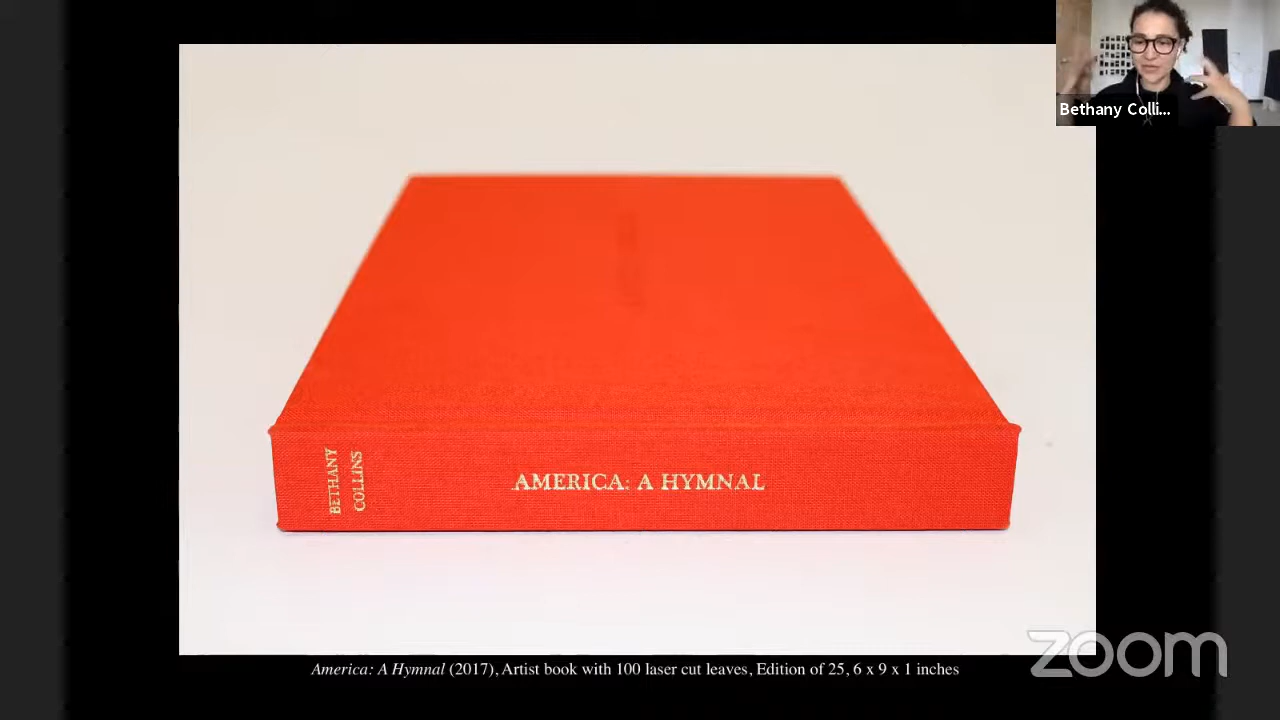 Bethany Colli...
BETHANY
COLLINS
AMERICA: A HYMNAL
America: A Hymnal (2017), Artist book with 100 laser cut leaves, Edition of 25, 6 x 9 x 1 inches
zoom